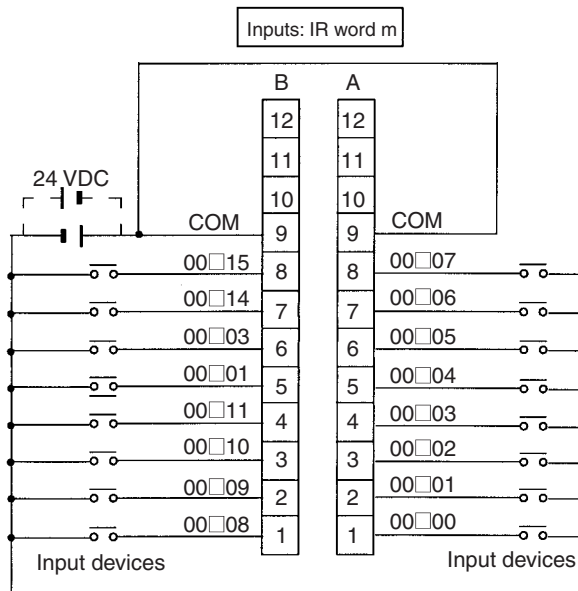 Inputs: IR word m
B A
12 12
11 11
10 10
24 VDC
COM 9 9 COM
00□15 8 8 00□07
00□14 7 7 00□06
00□03 6 6 00□05
00□01 5 5 00□04
00□11 4 4 00□03
00□10 3 3 00□02
00□09 2 2 00□01
00□08 1 1 00□00
Input devices Input devices